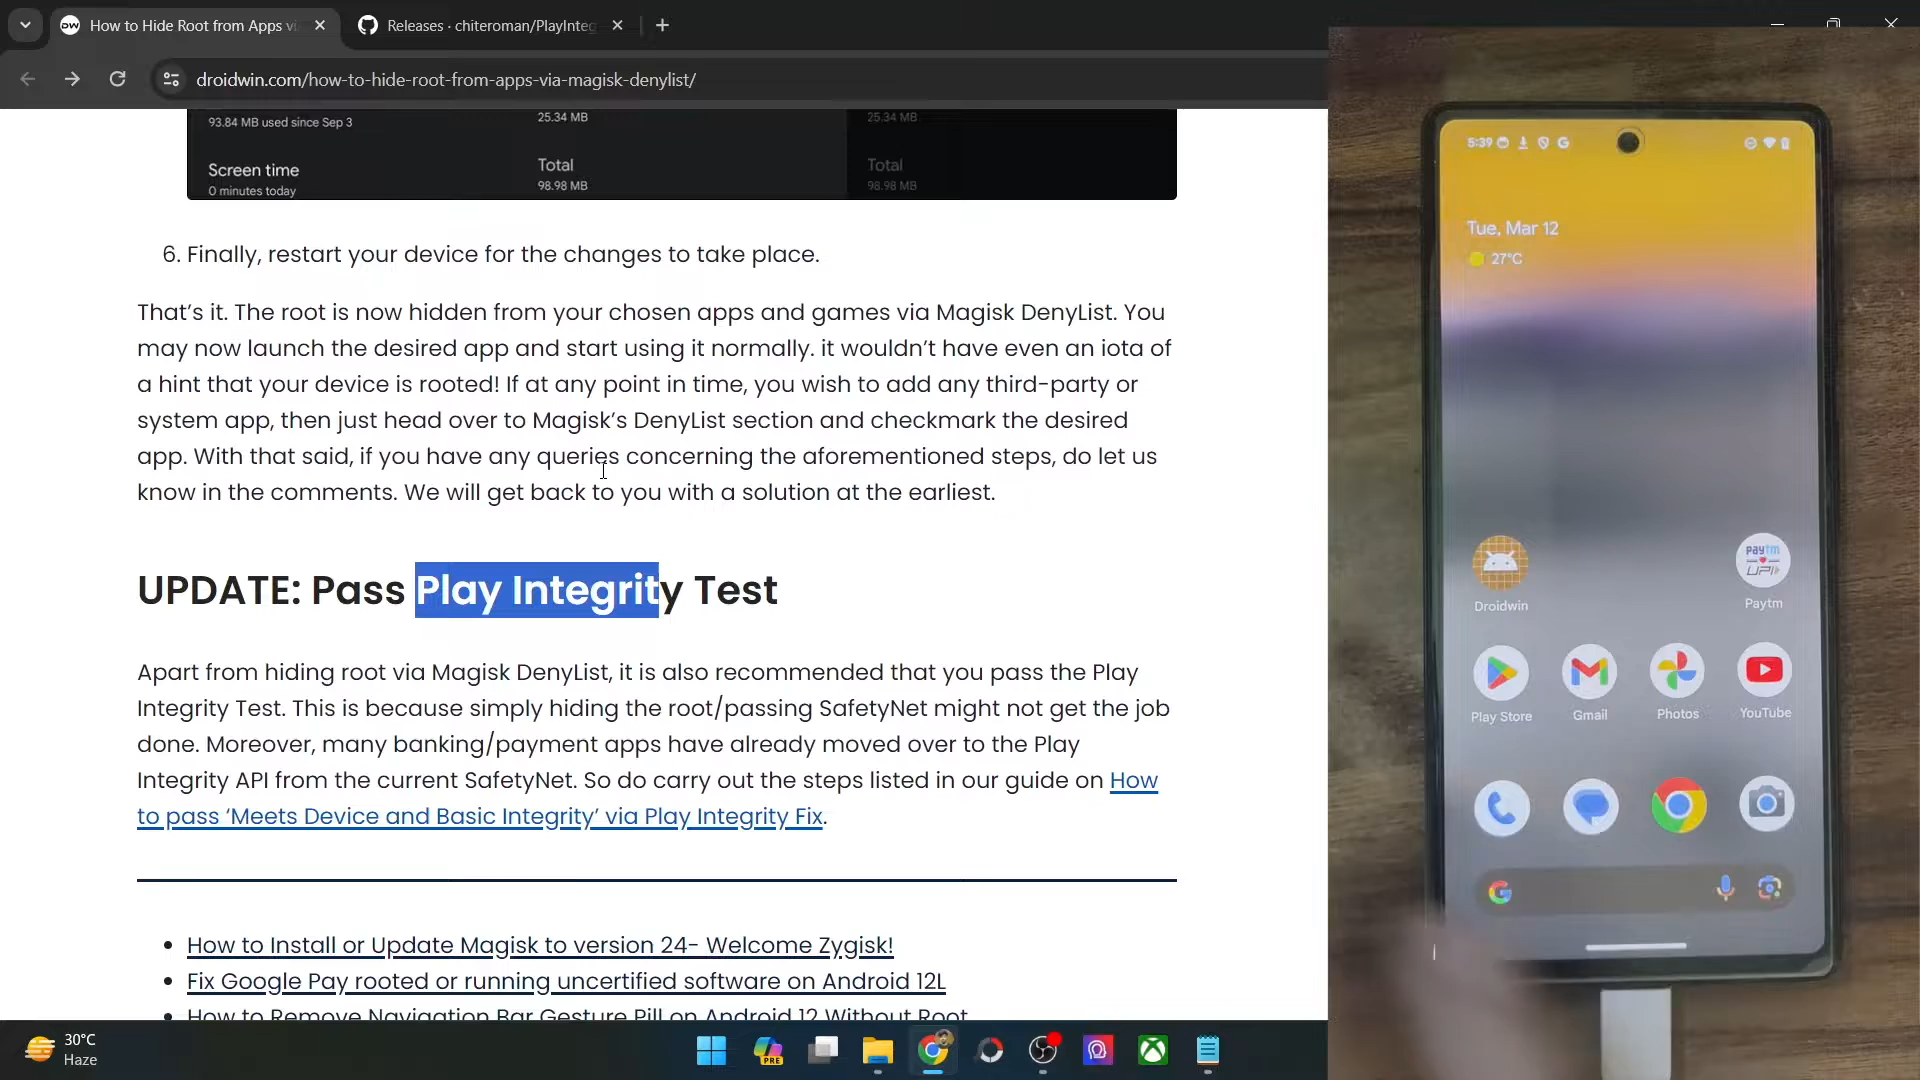 How to Hide Root from Apps vi
Releases · chiteroman/PlayInteg
droidwin.com/how-to-hide-root-from-apps-via-magisk-denylist/
93.84 MB used since Sep 3
25.34 MB
25.34 MB
Screen time
0 minutes today
Total
98.98 MB
Total
98.98 MB
6. Finally, restart your device for the changes to take place.
That’s it. The root is now hidden from your chosen apps and games via Magisk DenyList. You
may now launch the desired app and start using it normally. it wouldn’t have even an iota of
a hint that your device is rooted! If at any point in time, you wish to add any third-party or
system app, then just head over to Magisk’s DenyList section and checkmark the desired
app. With that said, if you have any queries concerning the aforementioned steps, do let us
know in the comments. We will get back to you with a solution at the earliest.
UPDATE: Pass Play Integrity Test
Apart from hiding root via Magisk DenyList, it is also recommended that you pass the Play
Integrity Test. This is because simply hiding the root/passing SafetyNet might not get the job
done. Moreover, many banking/payment apps have already moved over to the Play
Integrity API from the current SafetyNet. So do carry out the steps listed in our guide on How
to pass ‘Meets Device and Basic Integrity’ via Play Integrity Fix.
• How to Install or Update Magisk to version 24- Welcome Zygisk!
• Fix Google Pay rooted or running uncertified software on Android 12L
• How to Remove Navigation Bar Gesture Pill on Android 12 Without Root
30°C
Haze
PRE
5:39
Tue, Mar 12
27°C
Droidwin
paytm
UPI
Paytm
Play Store
Gmail
Photos
YouTube